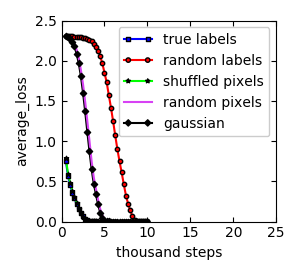 2.5
2.0
1.5
1.0
0.5
0.0
average_loss
true labels
random labels
shuffled pixels
random pixels
gaussian
0 5 10 15 20 25
thousand steps